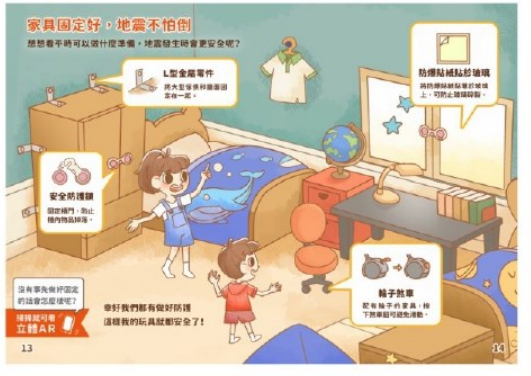 家具固定好，地震不怕倒
想想看平時可以做什麼準備，地震發生時會更安全呢？
L型金屬零件
將大型傢俱和牆面固
定在一起。
防爆貼紙貼於玻璃
將防爆貼紙貼於玻璃
上，可防止玻璃碎裂。
安全防護鎖
固定櫃門，防止
櫃內物品掉落。
輪子煞車
配有輪子的家具，按
下煞車鈕可避免滑動。
沒有事先做好固定
的話會怎麼樣呢？
掃描就可看
立體AR
幸好我們都有做好防護
這樣我的玩具就都安全了！
13
14